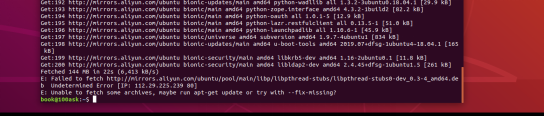 Get:192 http://mirrors.aliyun.com/ubuntu bionic-updates/main amd64 python-wadllib all 1.3.2-3ubuntu0.18.04.1 [29.9 kB]
Get:193 http://mirrors.aliyun.com/ubuntu bionic/main amd64 python-zope.interface amd64 4.3.2-1build2 [82.2 kB]
Get:194 http://mirrors.aliyun.com/ubuntu bionic/main amd64 python-oauth all 1.0.1-5 [12.9 kB]
Get:195 http://mirrors.aliyun.com/ubuntu bionic/main amd64 python-lazr.restfulclient all 0.13.5-1 [51.0 kB]
Get:196 http://mirrors.aliyun.com/ubuntu bionic/main amd64 python-launchpadlib all 1.10.6-1 [45.9 kB]
Get:197 http://mirrors.aliyun.com/ubuntu bionic/universe amd64 subversion amd64 1.9.7-4ubuntu1 [834 kB]
Get:198 http://mirrors.aliyun.com/ubuntu bionic-updates/main amd64 u-boot-tools amd64 2019.07+dfsg-1ubuntu4~18.04.1 [165
kB]
Get:199 http://mirrors.aliyun.com/ubuntu bionic-security/main amd64 libkrb5-dev amd64 1.16-2ubuntu0.1 [11.8 kB]
Get:200 http://mirrors.aliyun.com/ubuntu bionic-security/main amd64 libldap2-dev amd64 2.4.45+dfsg-1ubuntu1.5 [261 kB]
Fetched 144 MB in 22s (6,413 kB/s)
E: Failed to fetch http://mirrors.aliyun.com/ubuntu/pool/main/libp/libpthread-stubs/libpthread-stubs0-dev_0.3-4_amd64.de
b  Undetermined Error [IP: 112.29.225.239 80]
E: Unable to fetch some archives, maybe run apt-get update or try with --fix-missing?
book@100ask:~$